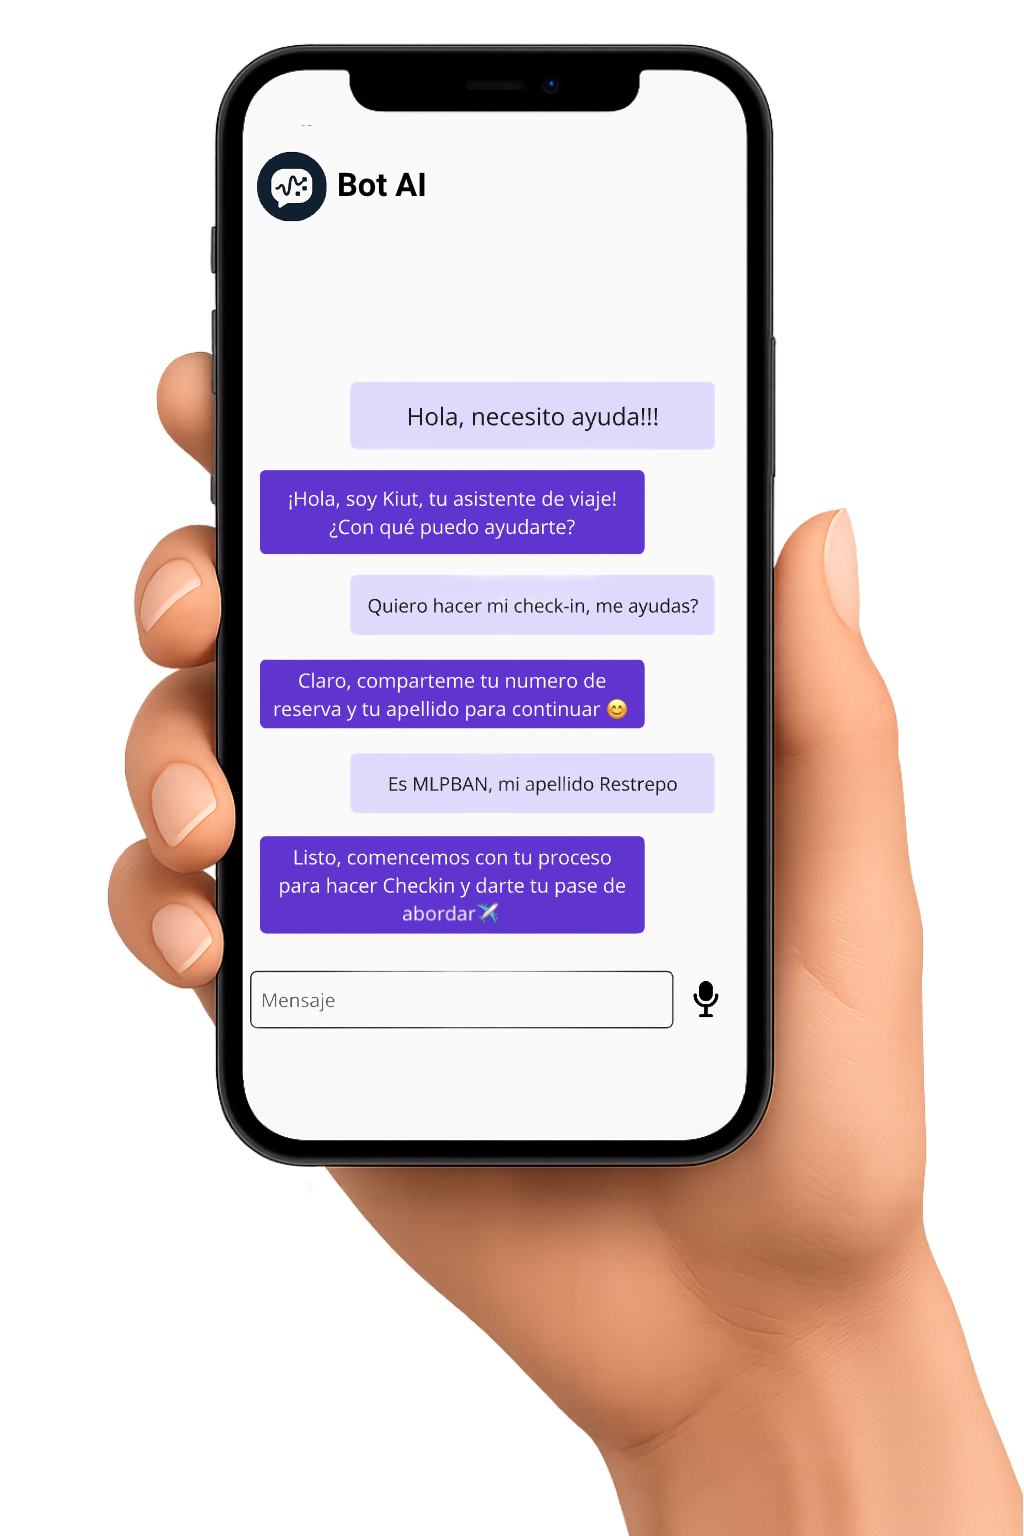 Bot AI
Hola, necesito ayuda!!!
¡Hola, soy Kiut, tu asistente de viaje!
¿Con qué puedo ayudarte?
Quiero hacer mi check-in, me ayudas?
Claro, comparteme tu numero de
reserva y tu apellido para continuar 😊
Es MLPBAN, mi apellido Restrepo
Listo, comencemos con tu proceso
para hacer Checkin y darte tu pase de
abordar✈️
Mensaje